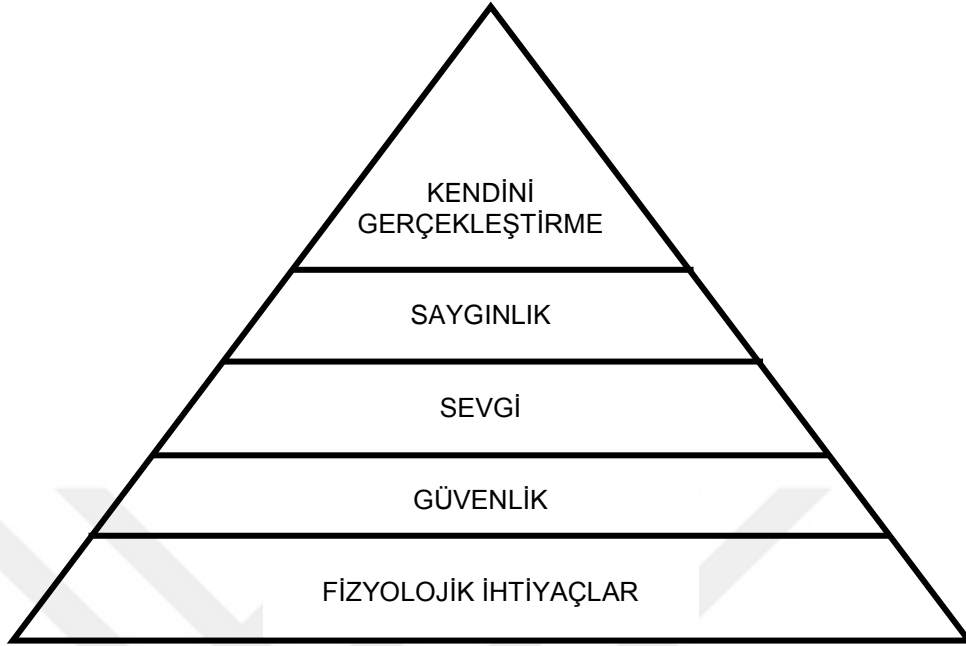 KENDİNİ
GERÇEKLEŞTİRME
SAYGINLIK
SEVGİ
GÜVENLİK
FİZYOLOJİK İHTİYAÇLAR